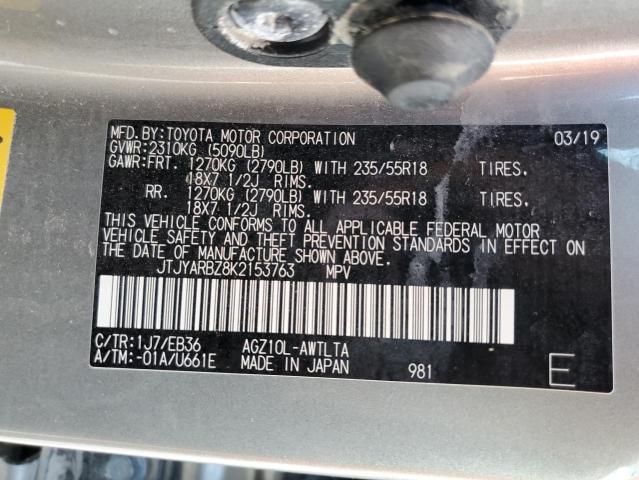 MFD.BY:TOYOTA MOTOR CORPORATION 03/19
GVWR:2310KG (5090LB)
GAWR:FRT. 1270KG (2790LB) WITH 235/55R18 TIRES.
18X7 1/2J RIMS.
RR. 1270KG (2790LB) WITH 235/55R18 TIRES.
18X7 1/2J RIMS.
THIS VEHICLE CONFORMS TO ALL APPLICABLE FEDERAL MOTOR
VEHICLE SAFETY AND THEFT PREVENTION STANDARDS IN EFFECT ON
THE DATE OF MANUFACTURE SHOWN ABOVE.
JTJYARBZ8K2153763 MPV
C/TR:1J7/EB36 AGZ10L-AWTLTA
A/TM:-01A/U661E MADE IN JAPAN 981 E